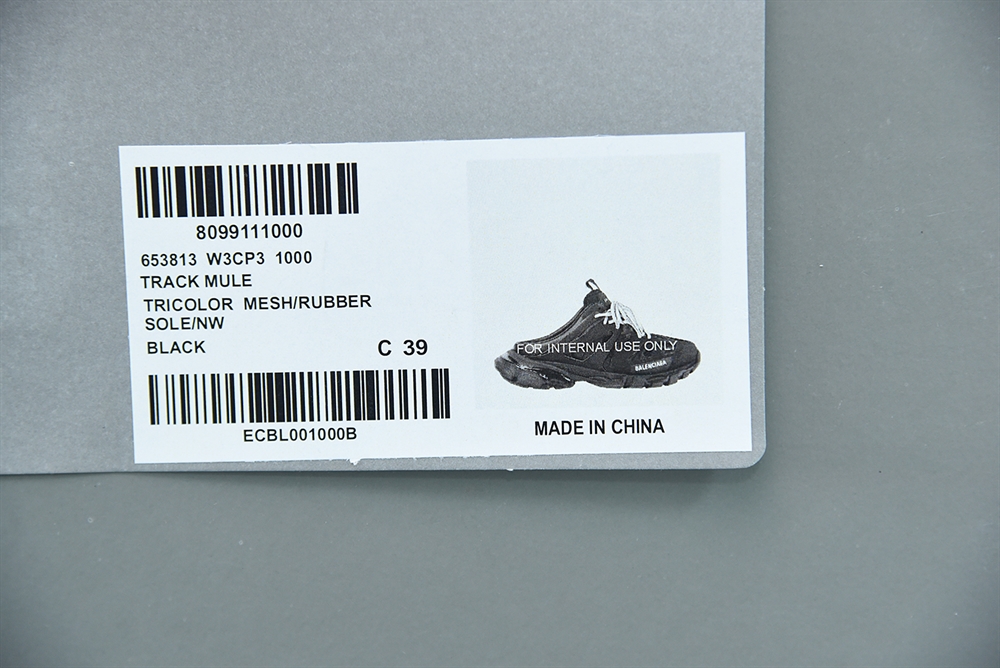 8099111000
653813 W3CP3 1000
TRACK MULE
TRICOLOR MESH/RUBBER
SOLE/NW
BLACK C 39
ECBL001000B
FOR INTERNAL USE ONLY
BALENCIAGA
MADE IN CHINA